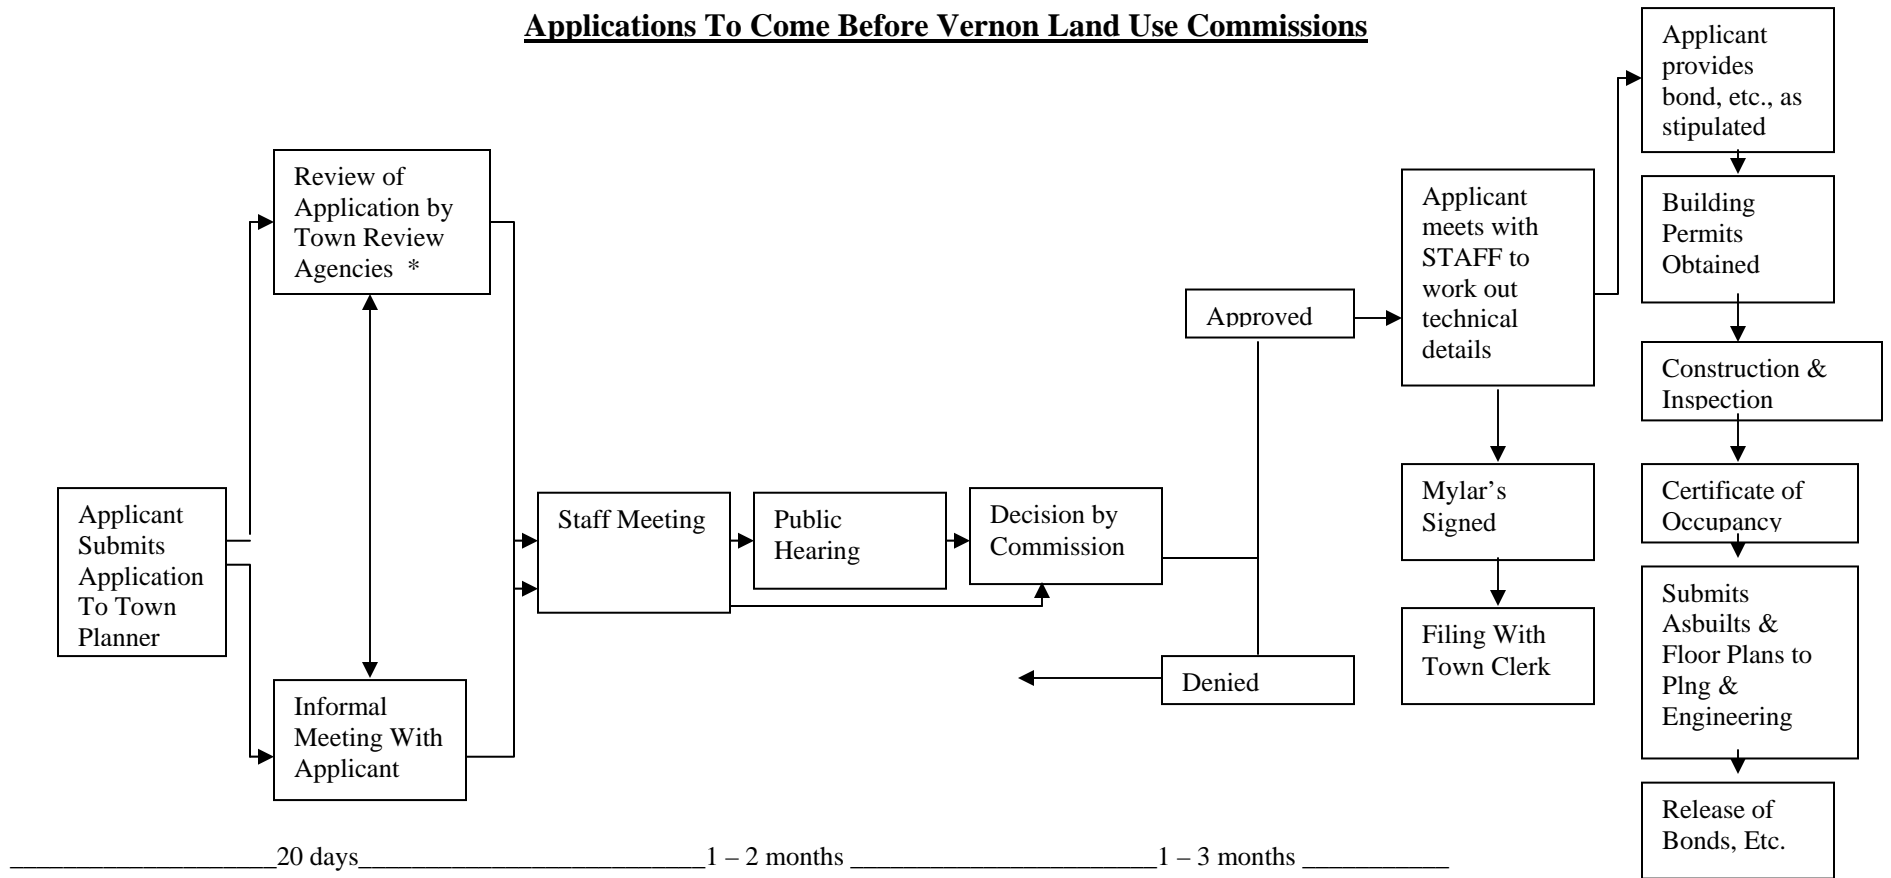 Applications To Come Before Vernon Land Use Commissions
Applicant
Submits
Application
To Town
Planner
Review of
Application by
Town Review
Agencies *
Informal
Meeting With
Applicant
Staff Meeting
Public
Hearing
Decision by
Commission
Approved
Denied
Applicant
meets with
STAFF to
work out
technical
details
Mylar's
Signed
Filing With
Town Clerk
Applicant
provides
bond, etc., as
stipulated
Building
Permits
Obtained
Construction &
Inspection
Certificate of
Occupancy
Submits
Asbuilts &
Floor Plans to
Plng &
Engineering
Release of
Bonds, Etc.
______________________20 days__________________________1 – 2 months _______________________1 – 3 months ___________